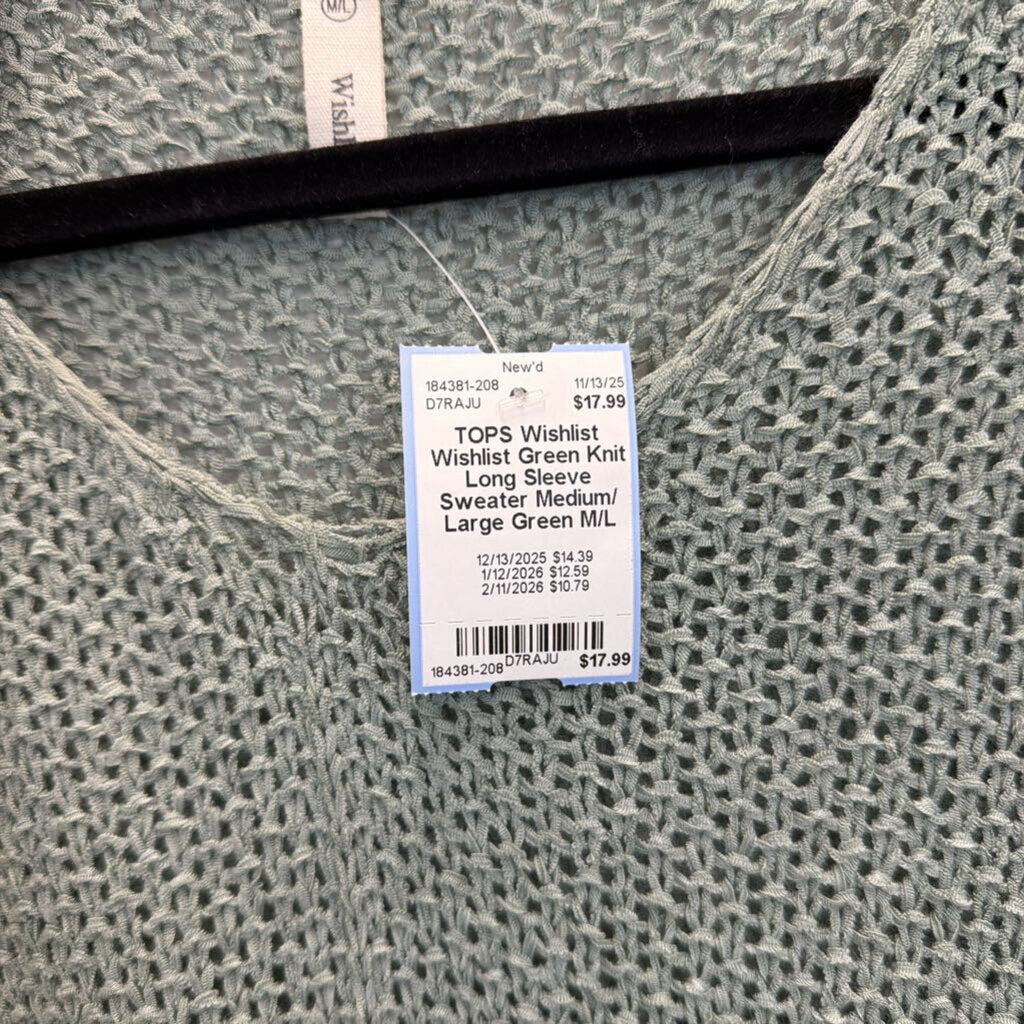 M/L
Wishl
New'd
184381-208 11/13/25
D7RAJU $17.99
TOPS Wishlist
Wishlist Green Knit
Long Sleeve
Sweater Medium/
Large Green M/L
12/13/2025 $14.39
1/12/2026 $12.59
2/11/2026 $10.79
184381-208 D7RAJU $17.99